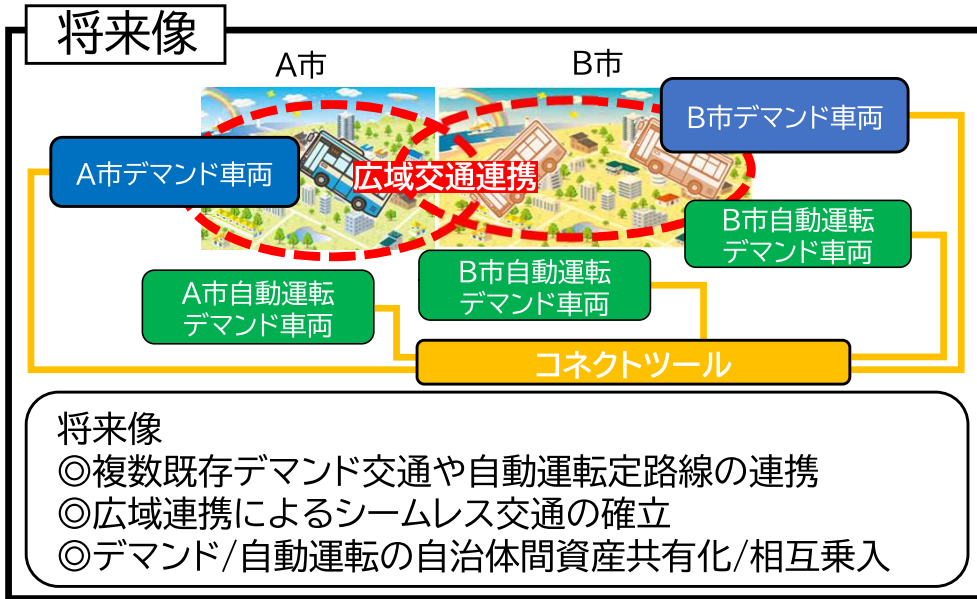 将来像
A市
B市
B市デマンド車両
A市デマンド車両
広域交通連携
B市自動運転
デマンド車両
B市自動運転
デマンド車両
A市自動運転
デマンド車両
コネクトツール
将来像
◎複数既存デマンド交通や自動運転定路線の連携
◎広域連携によるシームレス交通の確立
◎デマンド/自動運転の自治体間資産共有化/相互乗入